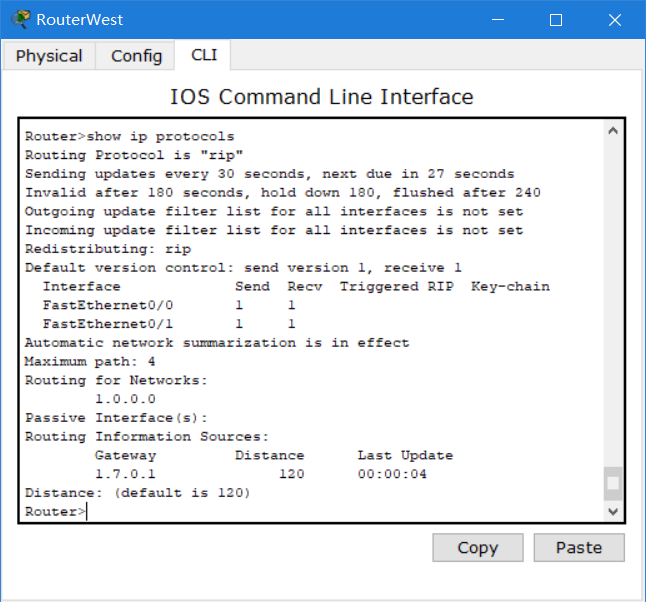 RouterWest
Physical Config CLI
IOS Command Line Interface
Router>show ip protocols
Routing Protocol is "rip"
Sending updates every 30 seconds, next due in 27 seconds
Invalid after 180 seconds, hold down 180, flushed after 240
Outgoing update filter list for all interfaces is not set
Incoming update filter list for all interfaces is not set
Redistributing: rip
Default version control: send version 1, receive 1
Interface Send Recv Triggered RIP Key-chain
FastEthernet0/0 1 1
FastEthernet0/1 1 1
Automatic network summarization is in effect
Maximum path: 4
Routing for Networks:
1.0.0.0
Passive Interface(s):
Routing Information Sources:
Gateway Distance Last Update
1.7.0.1 120 00:00:04
Distance: (default is 120)
Router>
Copy Paste